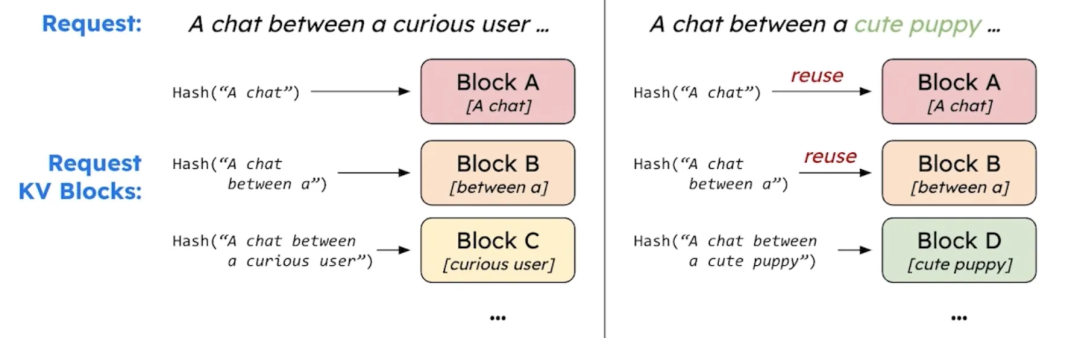 Request:
A chat between a curious user ...
Hash(“A chat”)
Block A
[A chat]
Request
KV Blocks:
Hash(“A chat
between a”)
Block B
[between a]
Hash(“A chat between
a curious user”)
Block C
[curious user]
...
A chat between a cute puppy ...
Hash(“A chat”)
reuse
Block A
[A chat]
Hash(“A chat
between a”)
reuse
Block B
[between a]
Hash(“A chat between
a cute puppy”)
Block D
[cute puppy]
...